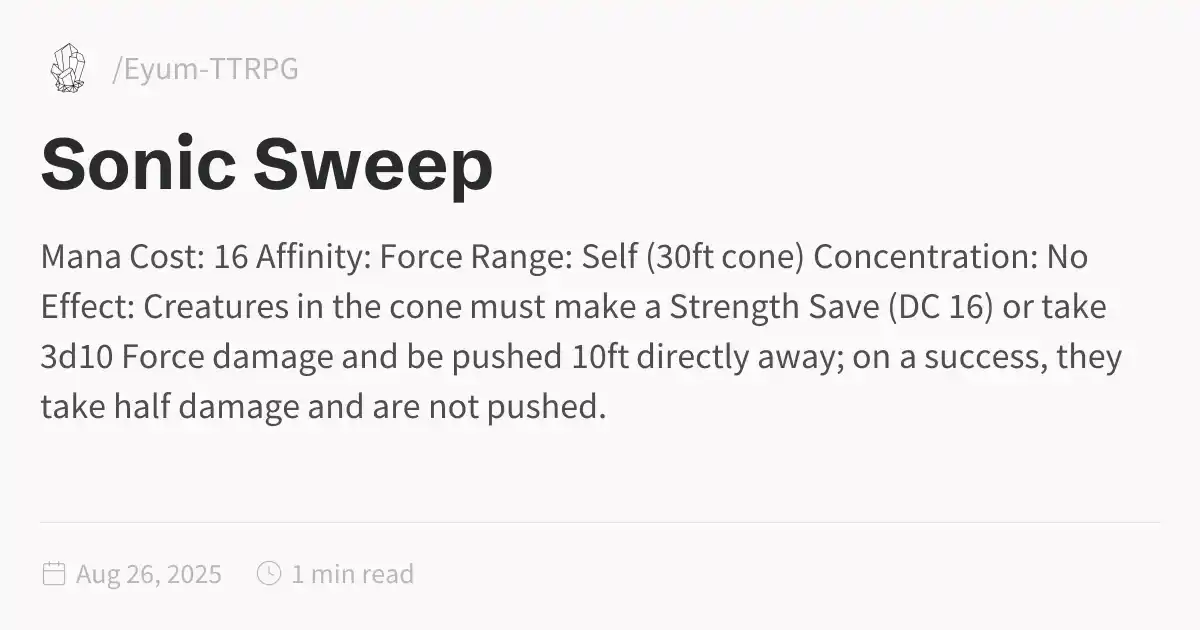 /Eyum-TTRPG
Sonic Sweep
Mana Cost: 16 Affinity: Force Range: Self (30ft cone) Concentration: No
Effect: Creatures in the cone must make a Strength Save (DC 16) or take
3d10 Force damage and be pushed 10ft directly away; on a success, they
take half damage and are not pushed.
Aug 26, 2025
1 min read